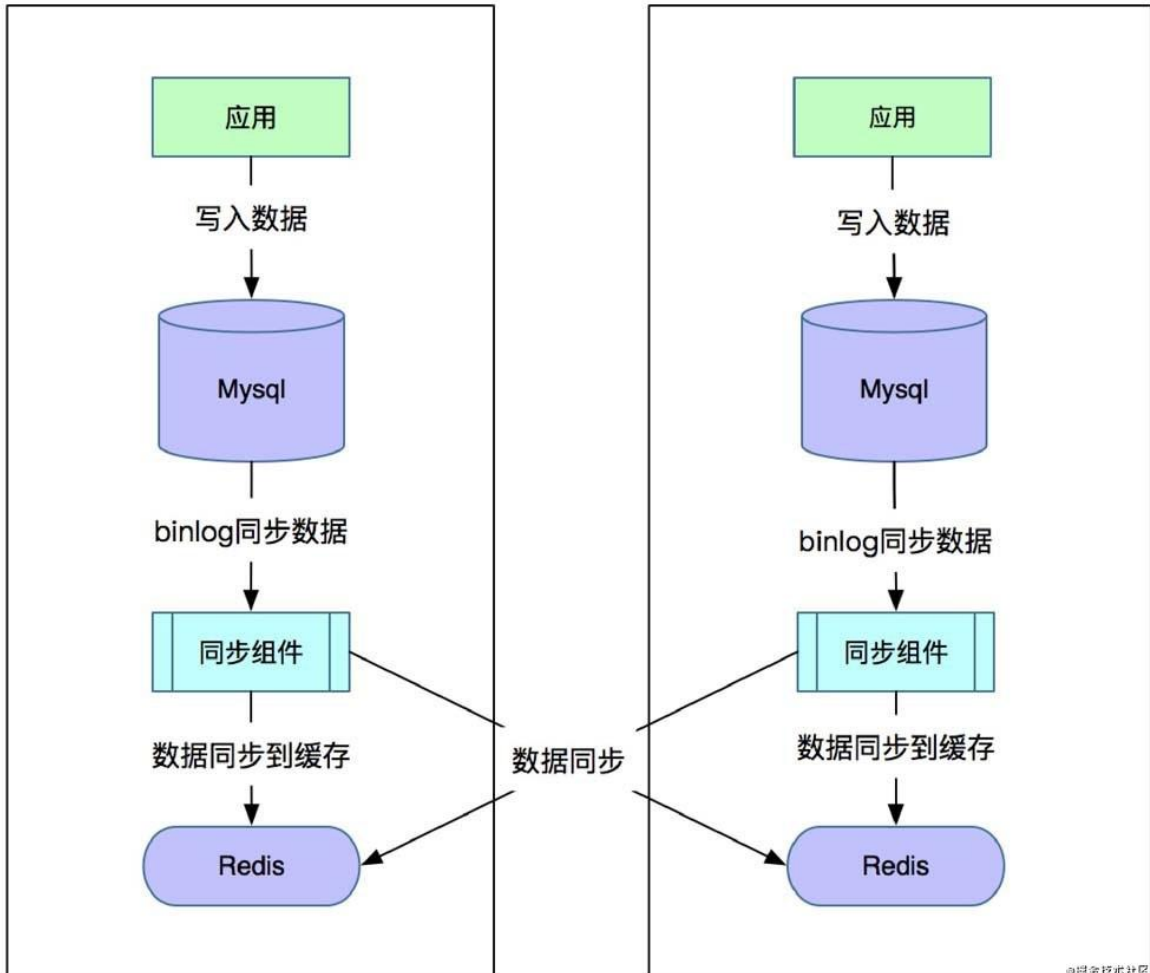 应用
写入数据
Mysql
binlog同步数据
同步组件
数据同步到缓存
Redis
数据同步
应用
写入数据
Mysql
binlog同步数据
同步组件
数据同步到缓存
Redis